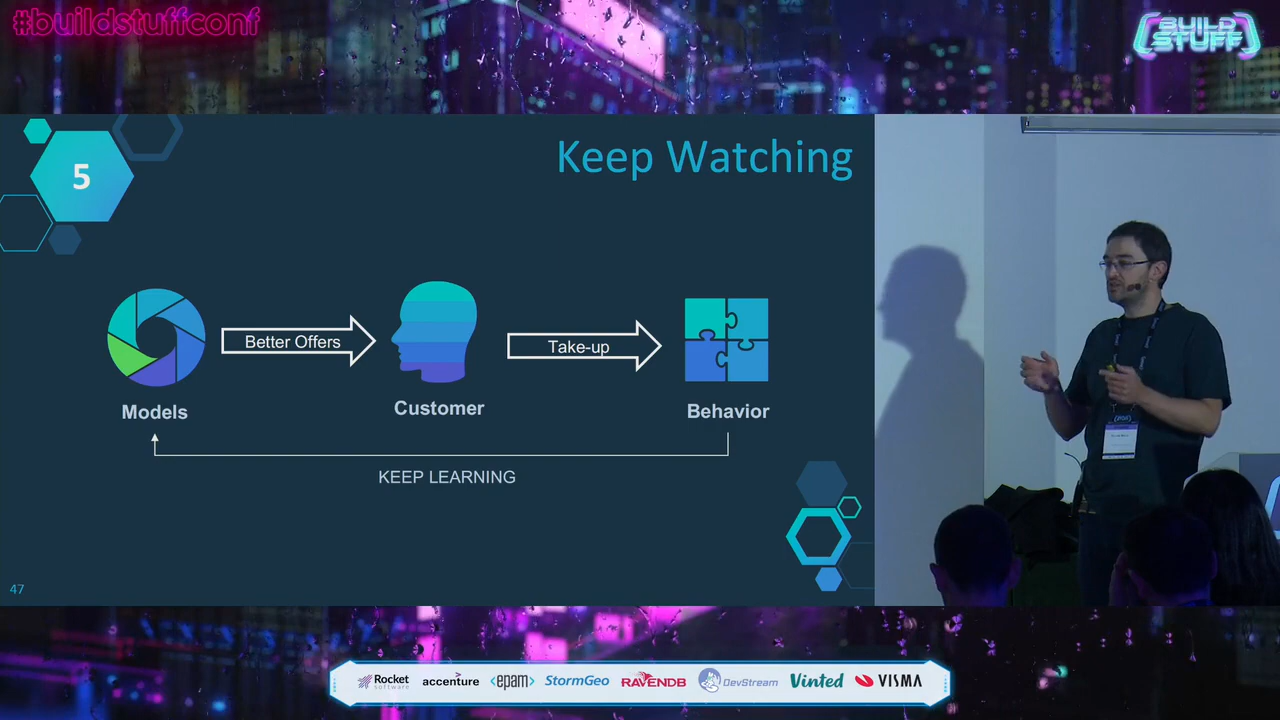 #buildstuffconf
BUILD
STUFF
5
Keep Watching
Better Offers
Take-up
Models
Customer
Behavior
KEEP LEARNING
47
Rocket
software
accenture
<epam>
StormGeo
RAVENDB
DevStream
Vinted
VISMA